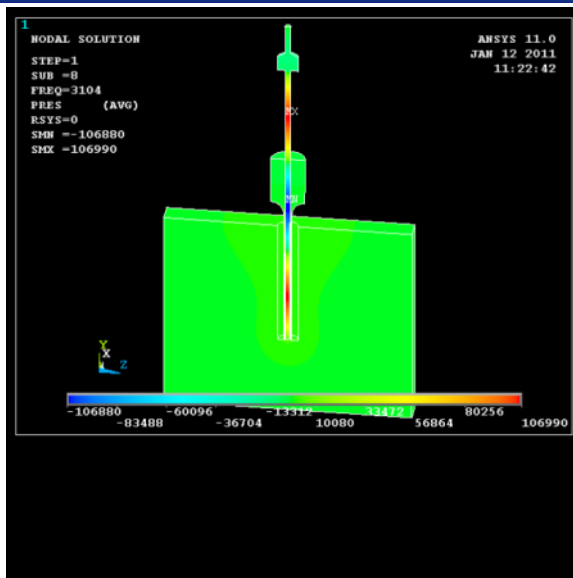 1
NODAL SOLUTION
STEP=1
SUB =8
FREQ=3104
PRES (AVG)
RSYS=0
SMN =-106880
SMX =106990
ANSYS 11.0
JAN 12 2011
11:22:42
MX
MN
Y
X
Z
-106880 -60096 -13312 33472 80256
-83488 -36704 10080 56864 106990